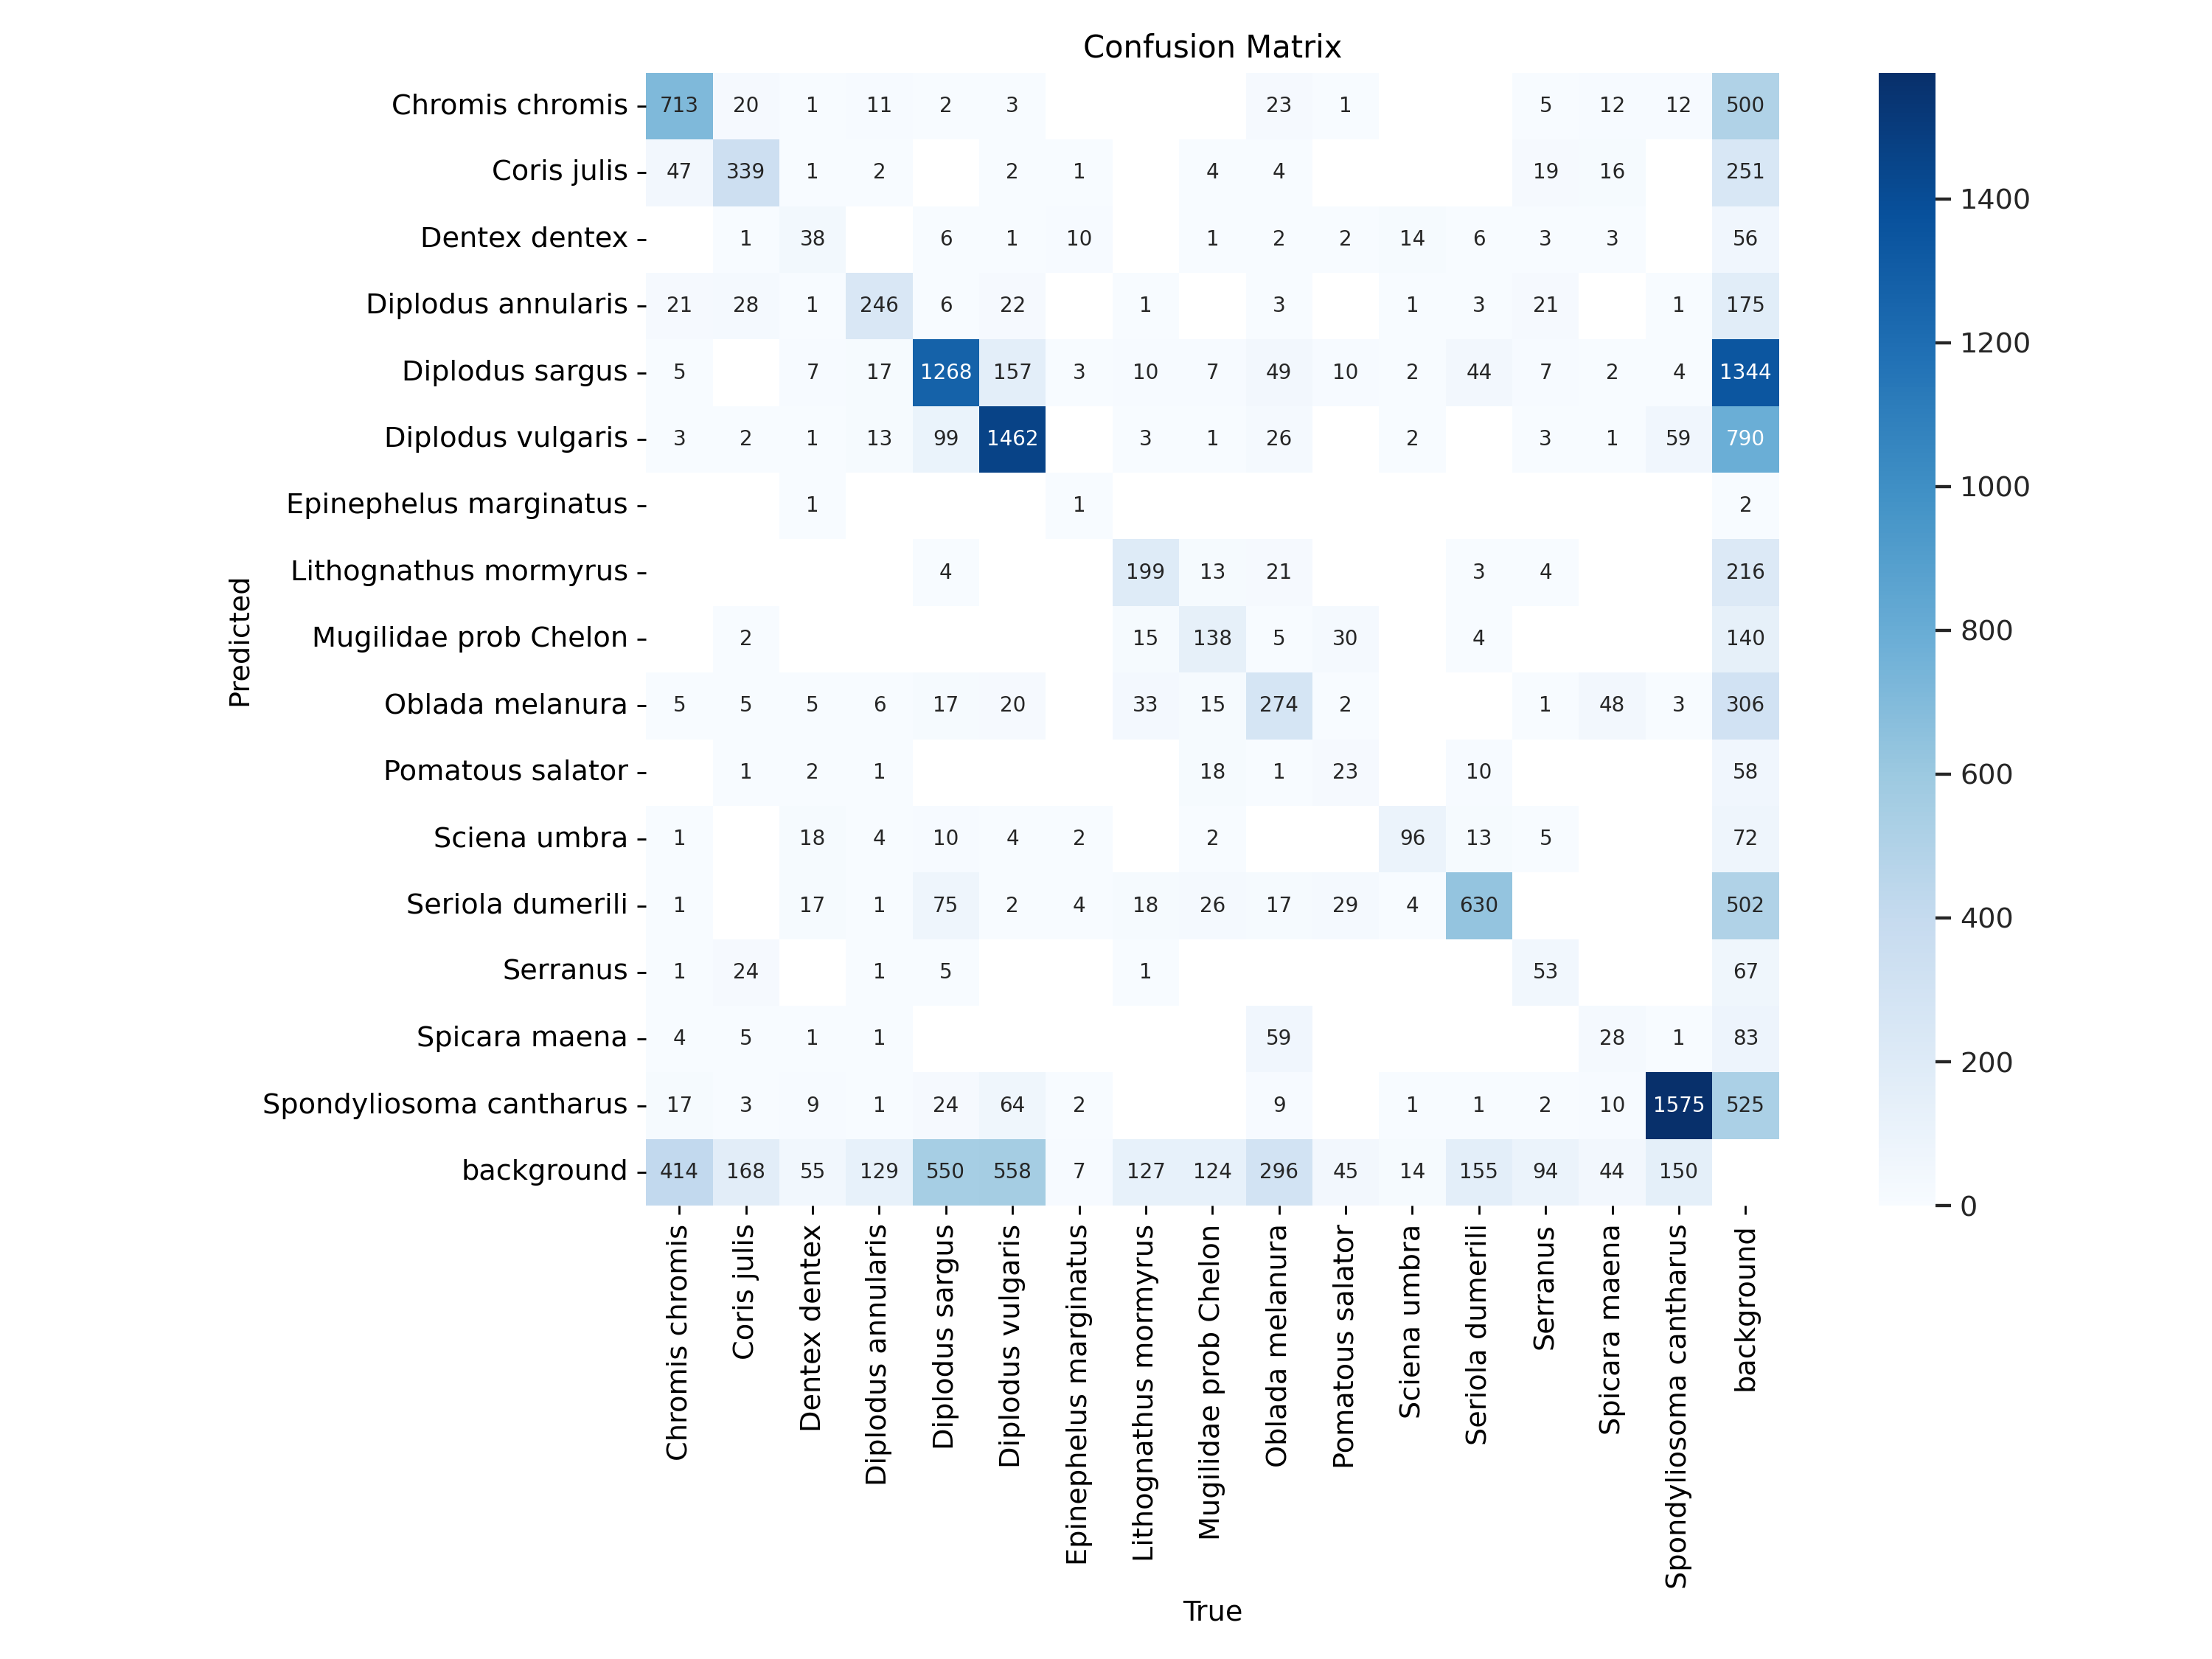 Confusion Matrix
Chromis chromis 713 20 1 11 2 3 23 1 5 12 12 500
Coris julis 47 339 1 2 2 1 4 4 19 16 251
Dentex dentex 1 38 6 1 10 1 2 2 14 6 3 3 56
Diplodus annularis 21 28 1 246 6 22 1 3 1 3 21 1 175
Diplodus sargus 5 7 17 1268 157 3 10 7 49 10 2 44 7 2 4 1344
Diplodus vulgaris 3 2 1 13 99 1462 3 1 26 2 3 1 59 790
Epinephelus marginatus 1 1 2
Lithognathus mormyrus 4 199 13 21 3 4 216
Mugilidae prob Chelon 2 15 138 5 30 4 140
Oblada melanura 5 5 5 6 17 20 33 15 274 2 1 48 3 306
Pomatous salator 1 2 1 18 1 23 10 58
Sciena umbra 1 18 4 10 4 2 2 96 13 5 72
Seriola dumerili 1 17 1 75 2 4 18 26 17 29 4 630 502
Serranus 1 24 1 5 1 53 67
Spicara maena 4 5 1 1 59 28 1 83
Spondyliosoma cantharus 17 3 9 1 24 64 2 9 1 1 2 10 1575 525
background 414 168 55 129 550 558 7 127 124 296 45 14 155 94 44 150
Predicted
Chromis chromis
Coris julis
Dentex dentex
Diplodus annularis
Diplodus sargus
Diplodus vulgaris
Epinephelus marginatus
Lithognathus mormyrus
Mugilidae prob Chelon
Oblada melanura
Pomatous salator
Sciena umbra
Seriola dumerili
Serranus
Spicara maena
Spondyliosoma cantharus
background
True
1400
1200
1000
800
600
400
200
0